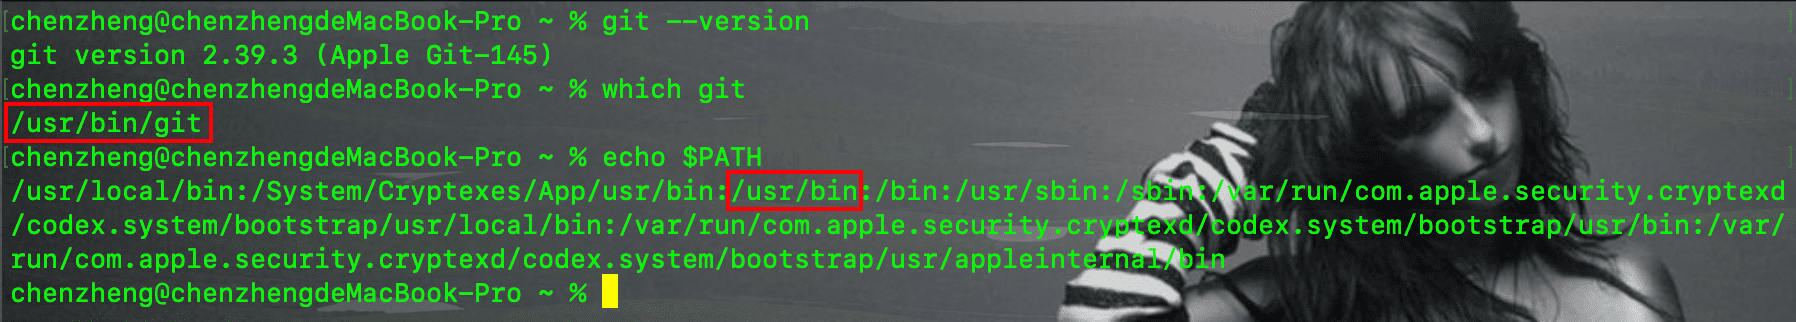 chenzheng@chenzhengdeMacBook-Pro ~ % git --version
git version 2.39.3 (Apple Git-145)
chenzheng@chenzhengdeMacBook-Pro ~ % which git
/usr/bin/git
chenzheng@chenzhengdeMacBook-Pro ~ % echo $PATH
/usr/local/bin:/System/Cryptexes/App/usr/bin:/usr/bin:/bin:/usr/sbin:/sbin:/var/run/com.apple.security.cryptexd
/codex.system/bootstrap/usr/local/bin:/var/run/com.apple.security.cryptexd/codex.system/bootstrap/usr/bin:/var/
run/com.apple.security.cryptexd/codex.system/bootstrap/usr/appleinternal/bin
chenzheng@chenzhengdeMacBook-Pro ~ %